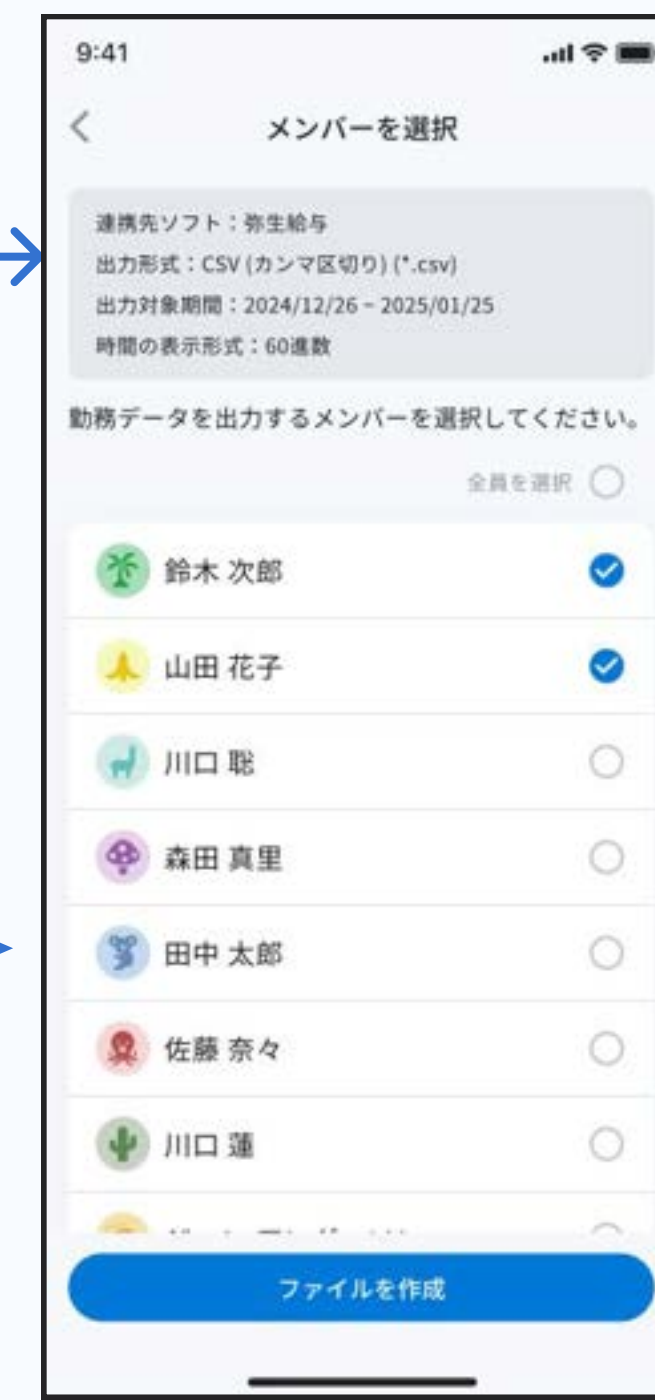 9:41
メンバーを選択
連携先ソフト：弥生給与
出力形式：CSV (カンマ区切り) (*.csv)
出力対象期間：2024/12/26 – 2025/01/25
時間の表示形式：60進数
勤務データを出力するメンバーを選択してください。
全員を選択
鈴木 次郎
山田 花子
川口 聡
森田 真里
田中 太郎
佐藤 奈々
川口 蓮
ファイルを作成